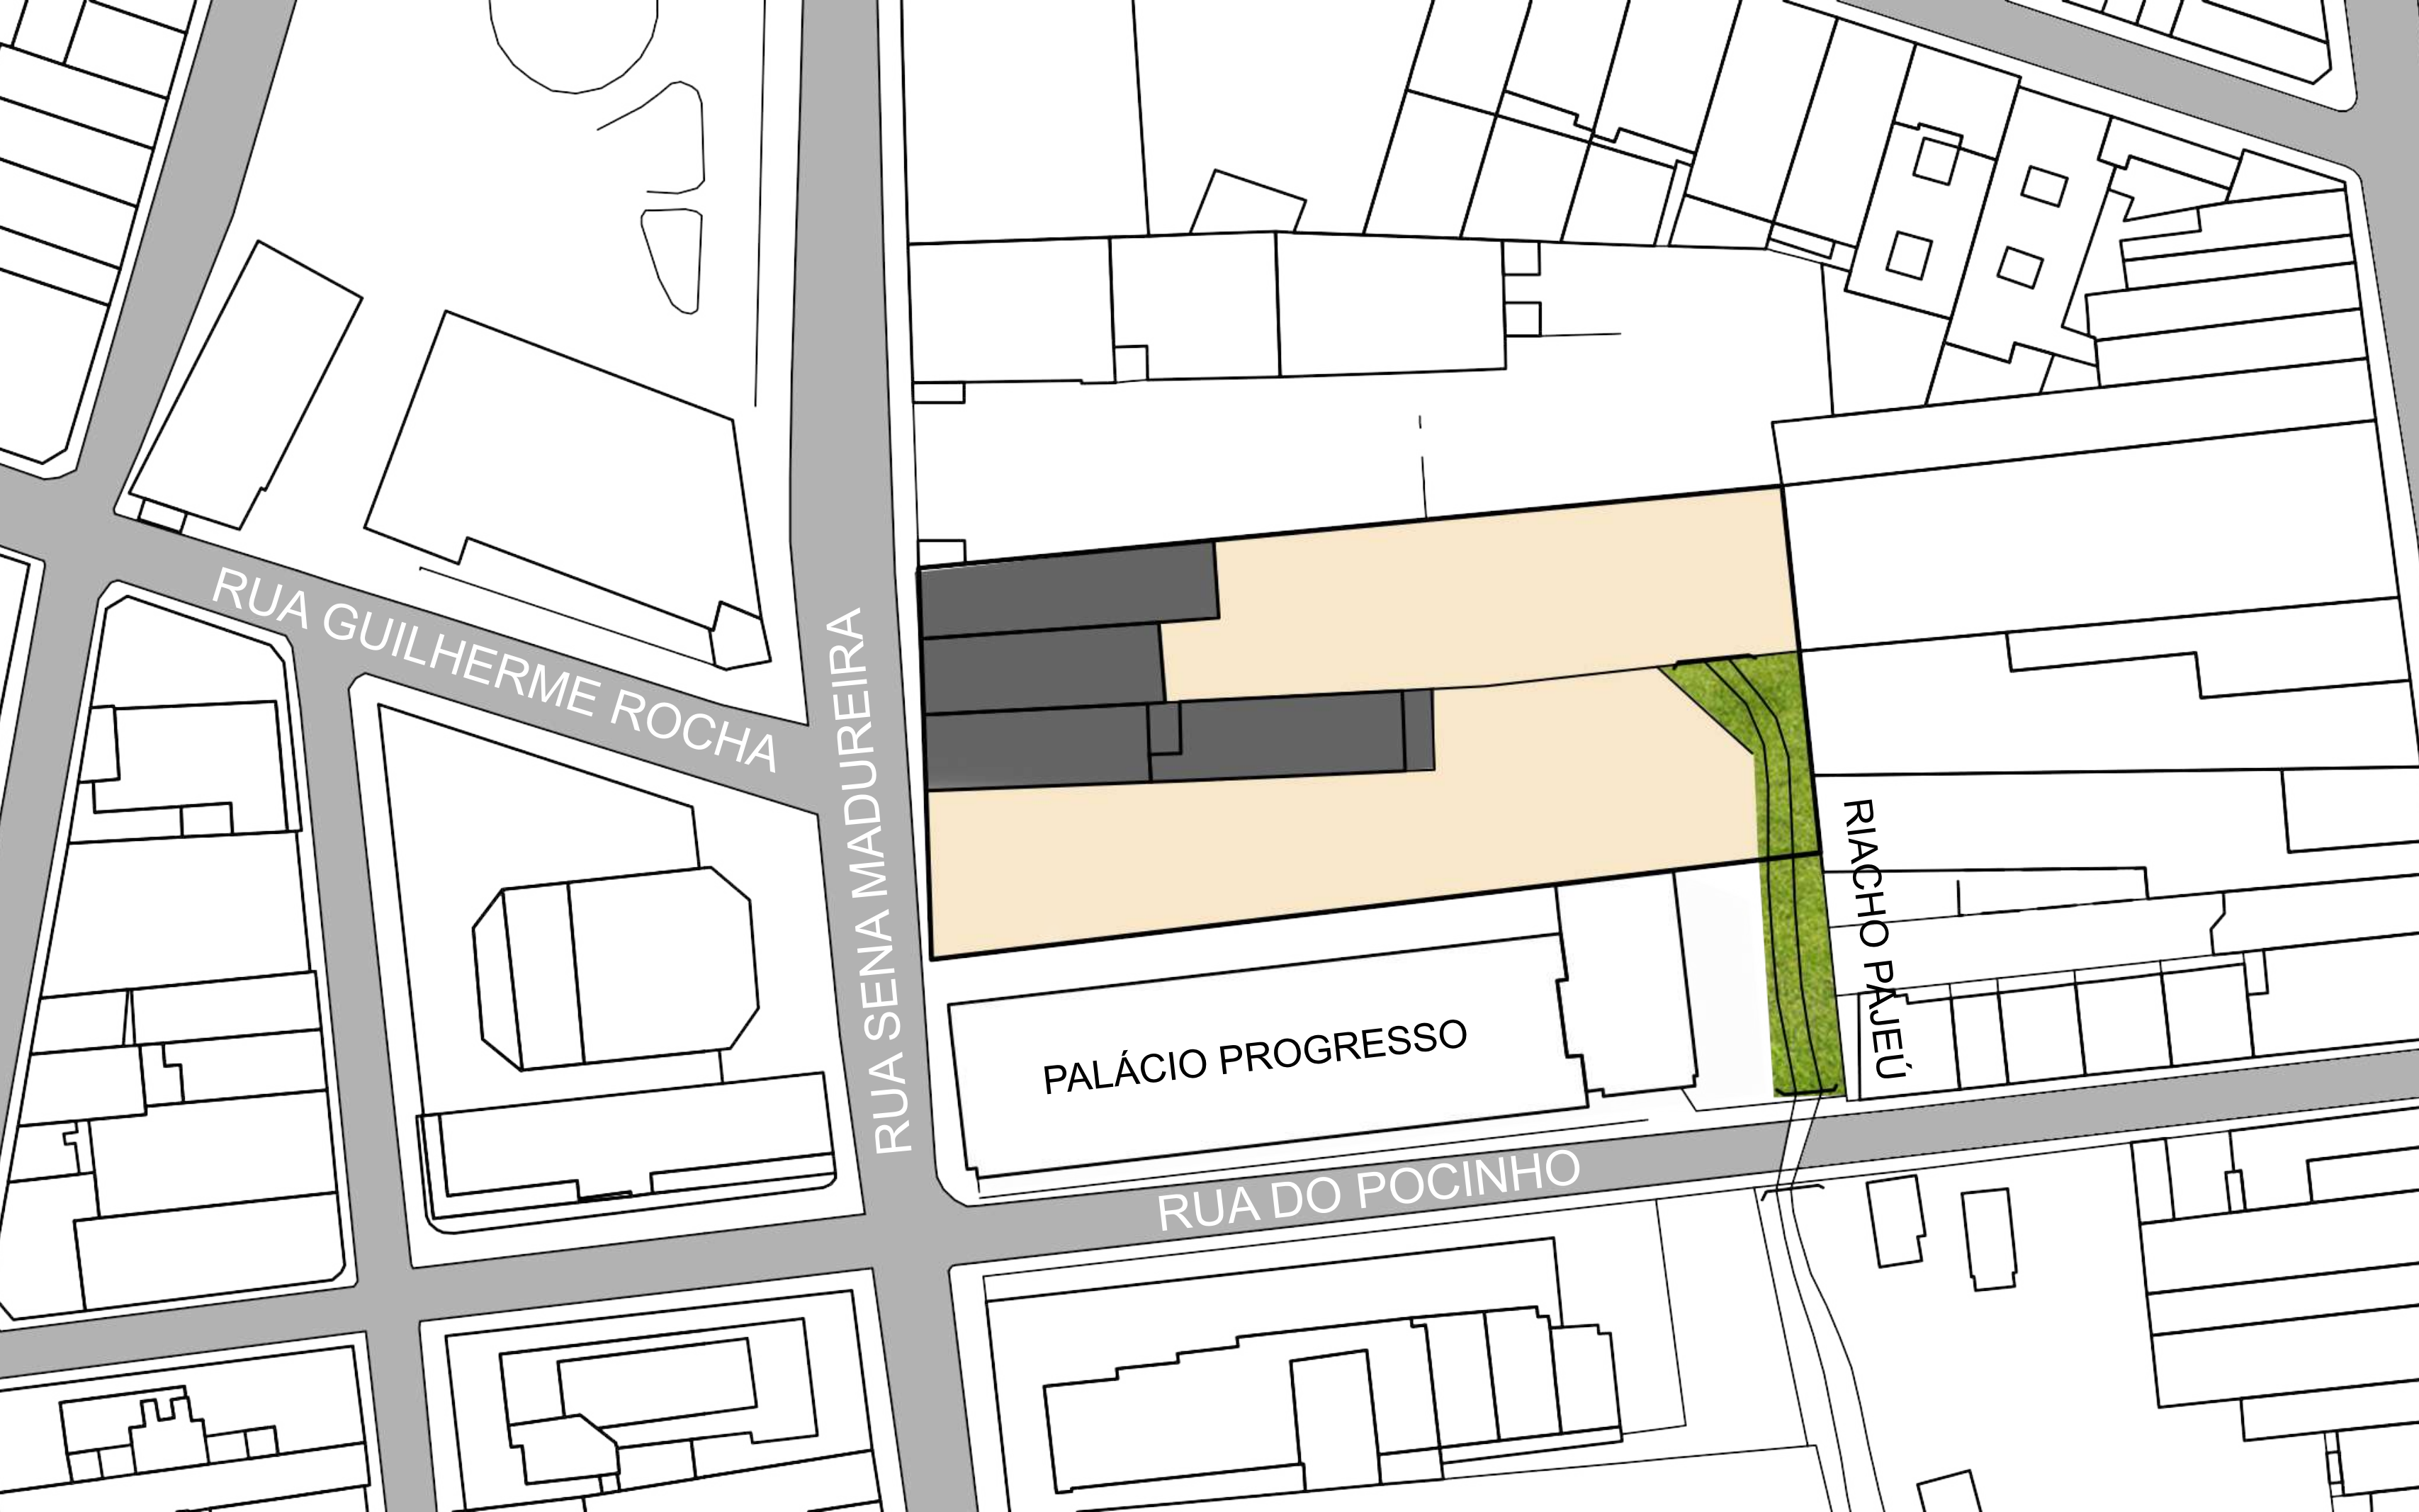 RUA GUILHERME ROCHA
RUA SENA MADUREIRA
RIACHO PAJEÚ
PALÁCIO PROGRESSO
RUA DO POCINHO